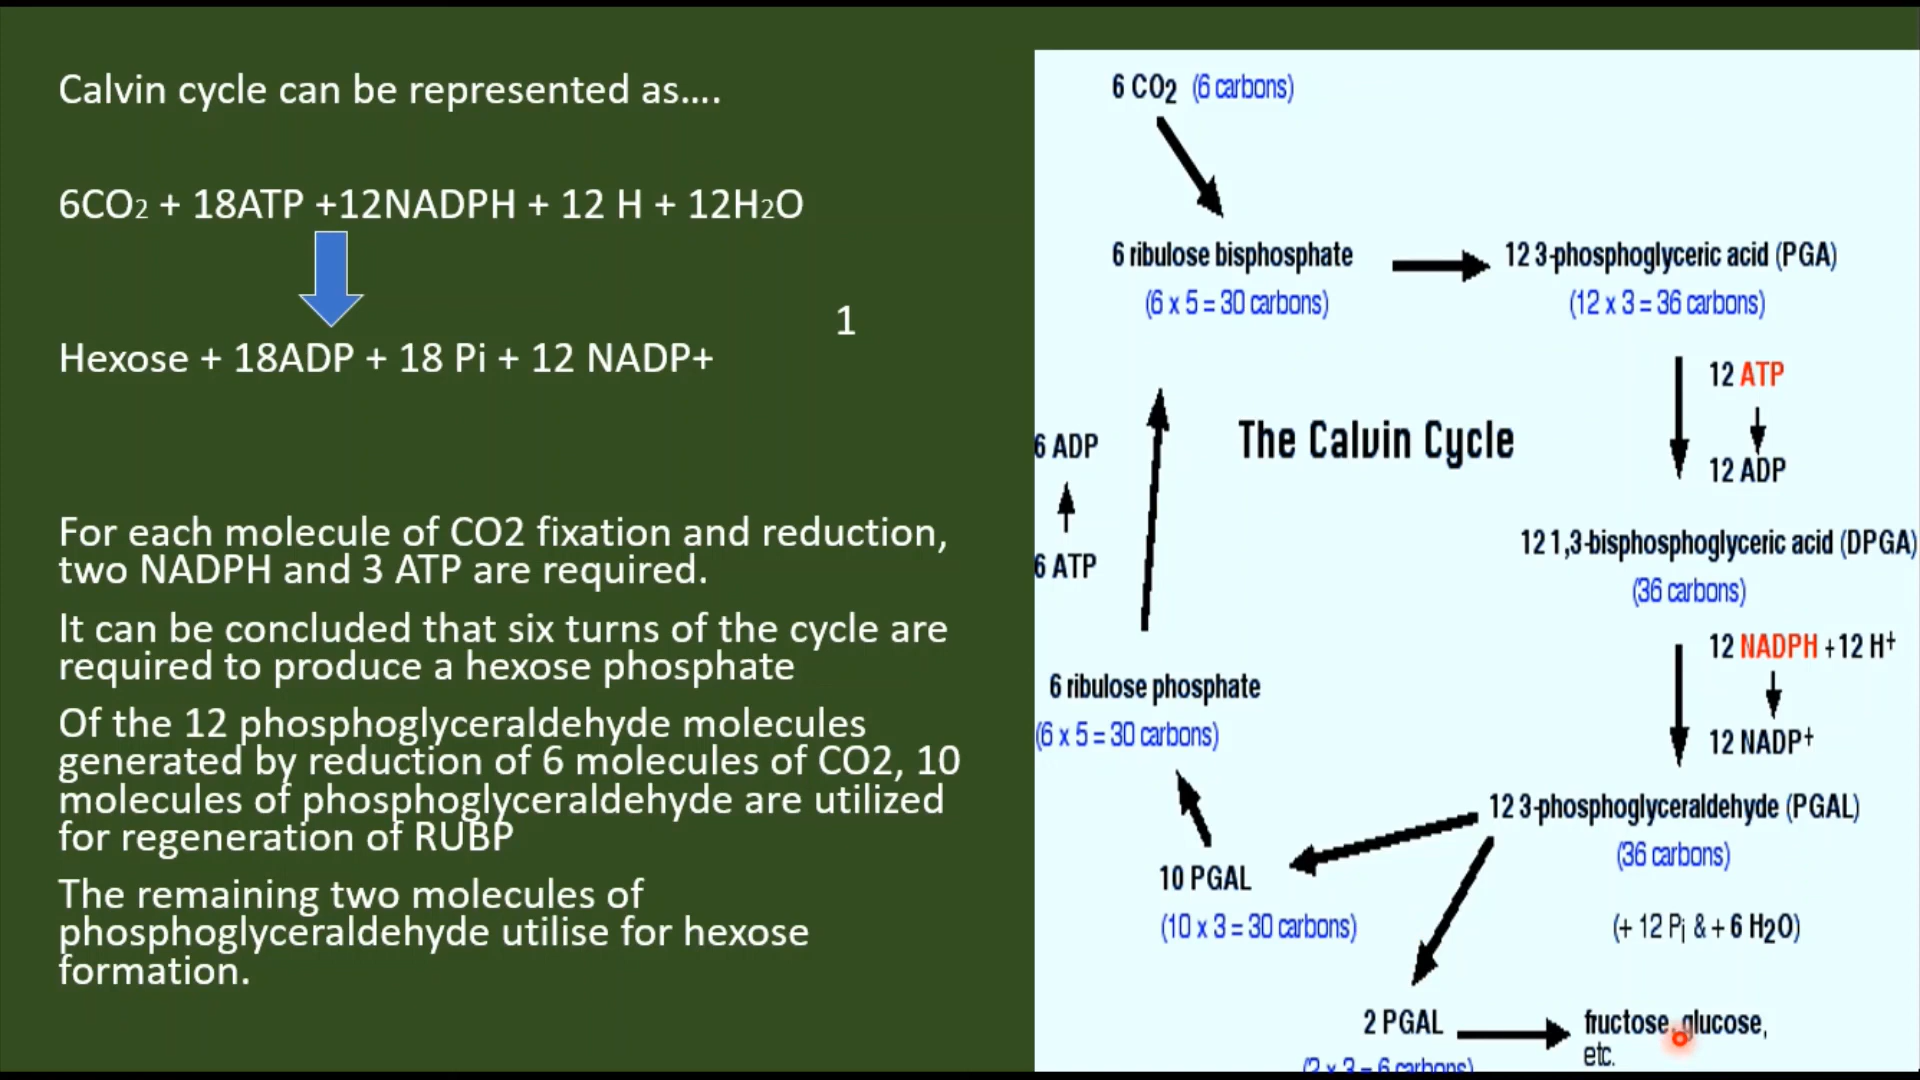 Calvin cycle can be represented as....
6CO2 + 18ATP +12NADPH + 12 H + 12H2O
1
Hexose + 18ADP + 18 Pi + 12 NADP+
For each molecule of CO2 fixation and reduction,
two NADPH and 3 ATP are required.
It can be concluded that six turns of the cycle are
required to produce a hexose phosphate
Of the 12 phosphoglyceraldehyde molecules
generated by reduction of 6 molecules of CO2, 10
molecules of phosphoglyceraldehyde are utilized
for regeneration of RUBP
The remaining two molecules of
phosphoglyceraldehyde utilise for hexose
formation.
6 CO2 (6 carbons)
6 ribulose bisphosphate
(6 x 5 = 30 carbons)
12 3-phosphoglyceric acid (PGA)
(12 x 3 = 36 carbons)
12 ATP
12 ADP
The Calvin Cycle
6 ADP
6 ATP
12 1,3-bisphosphoglyceric acid (DPGA)
(36 carbons)
12 NADPH +12 H+
12 NADP+
6 ribulose phosphate
(6 x 5 = 30 carbons)
12 3-phosphoglyceraldehyde (PGAL)
(36 carbons)
10 PGAL
(10 x 3 = 30 carbons)
(+ 12 Pi & + 6 H2O)
2 PGAL
(2 x 3 = 6 carbons)
fructose, glucose,
etc.